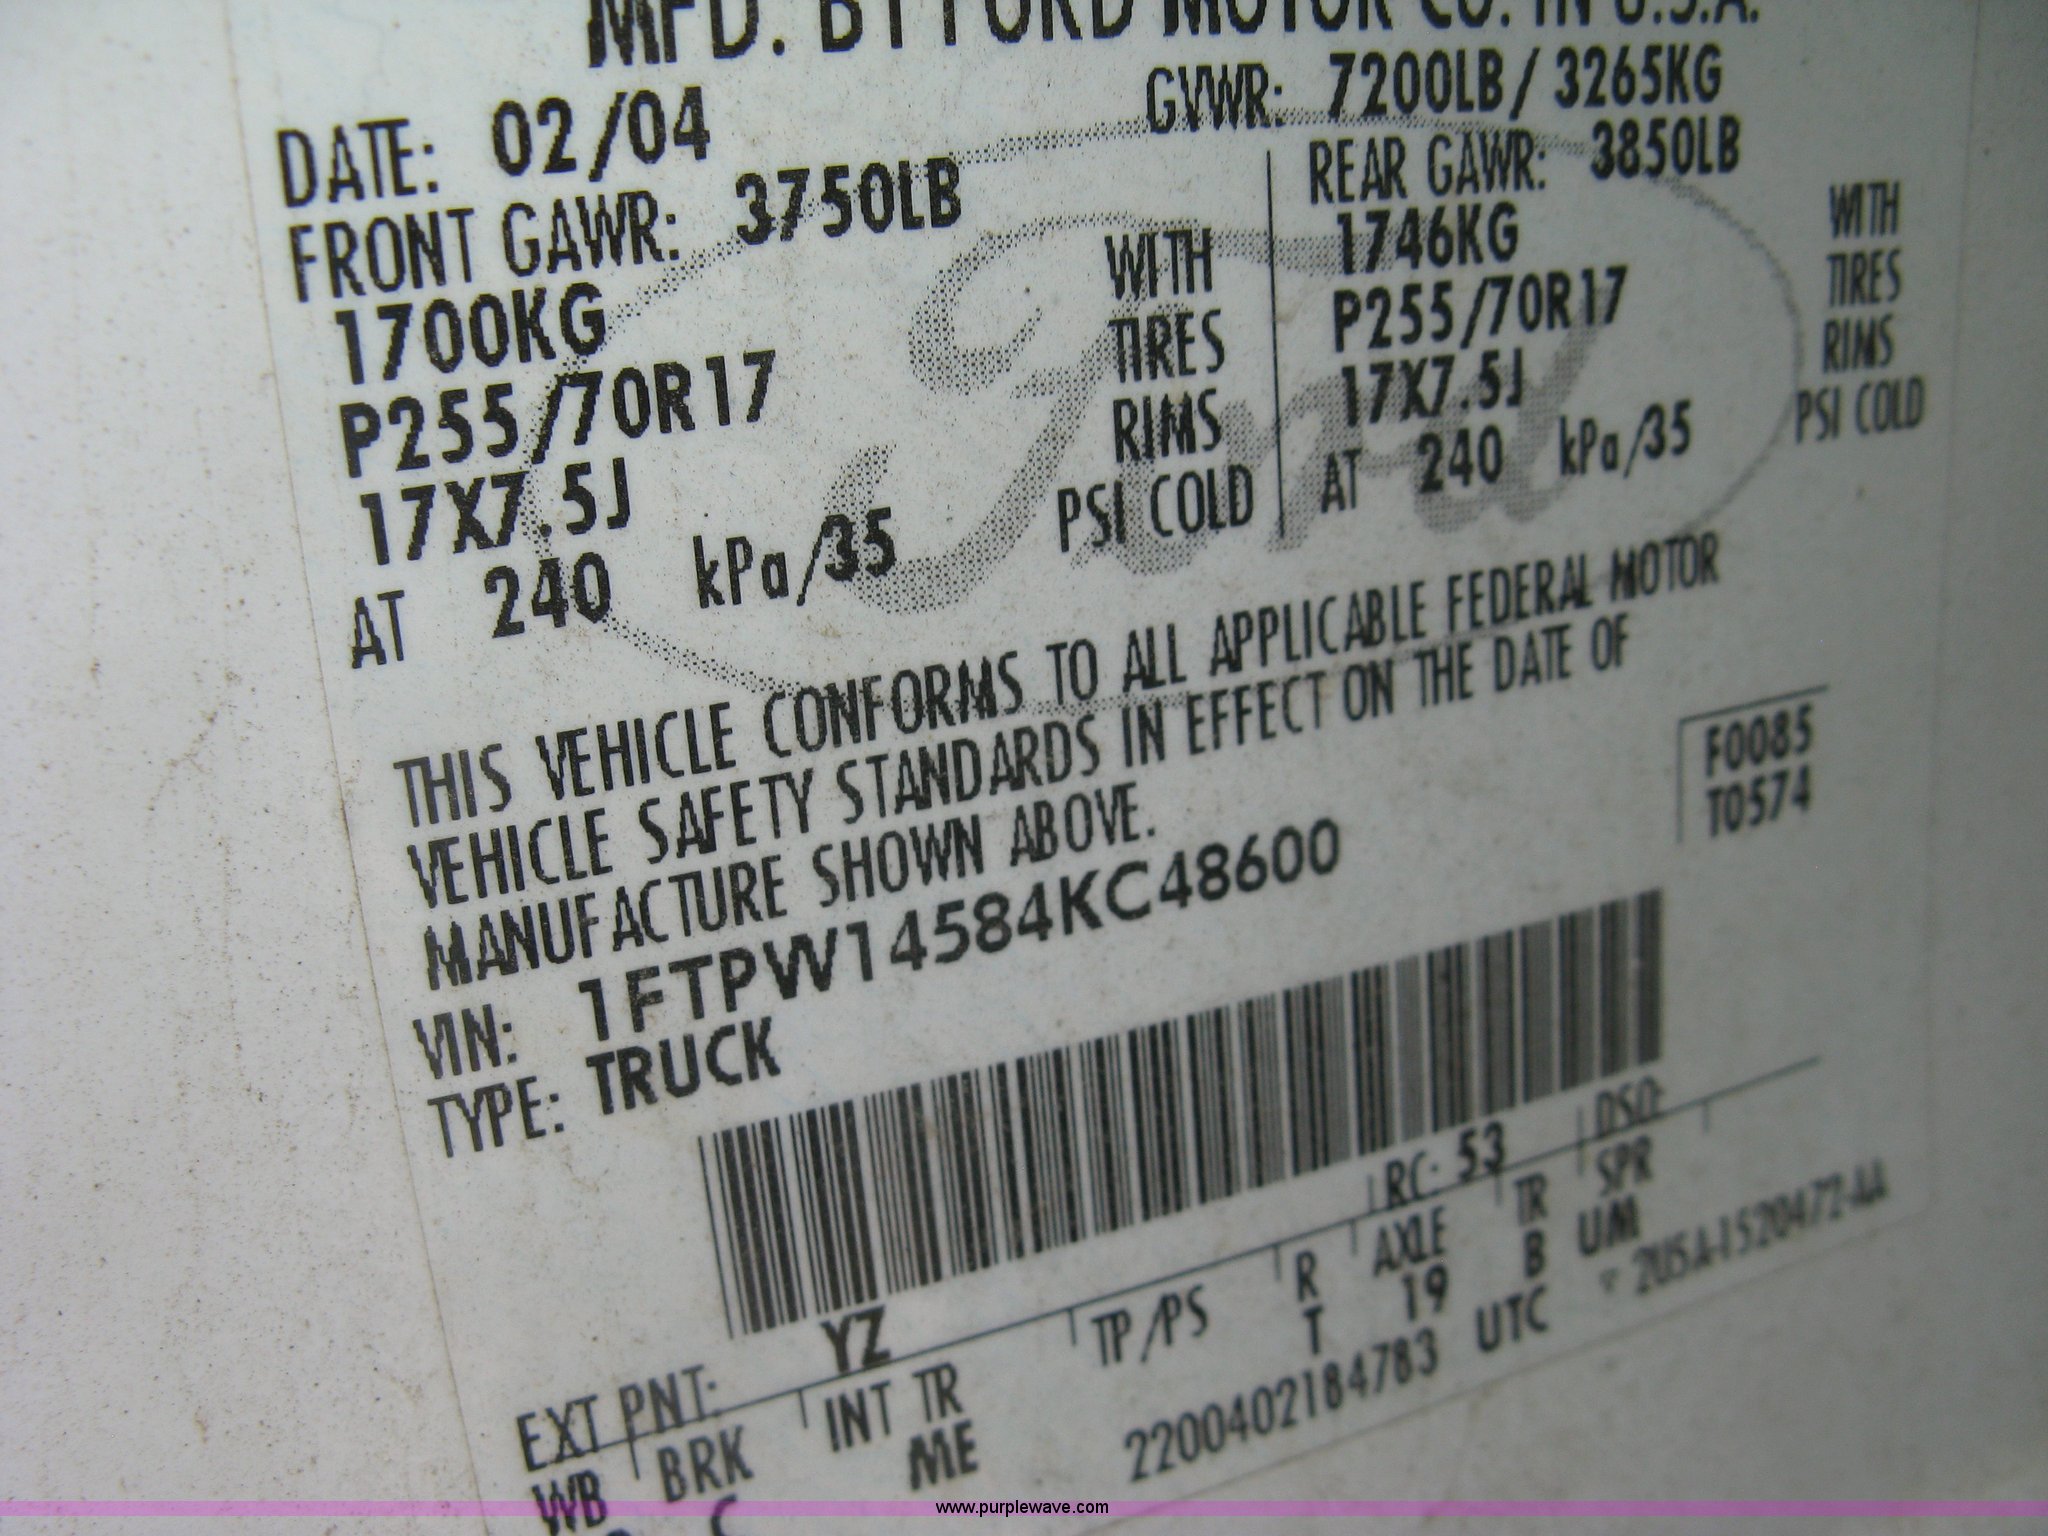 MFD. BY FORD MOTOR CO. IN U.S.A.
DATE: 02/04
GVWR: 7200LB / 3265KG
FRONT GAWR: 3750LB
1700KG WITH
P255/70R17 TIRES
17X7.5J RIMS
AT 240 kPa/35 PSI COLD
REAR GAWR: 3850LB
1746KG WITH
P255/70R17 TIRES
17X7.5J RIMS
AT 240 kPa/35 PSI COLD
Ford
THIS VEHICLE CONFORMS TO ALL APPLICABLE FEDERAL MOTOR
VEHICLE SAFETY STANDARDS IN EFFECT ON THE DATE OF
MANUFACTURE SHOWN ABOVE.
VIN: 1FTPW14584KC48600
TYPE: TRUCK
F0085
T0574
EXT PNT: YZ RC: 53 DSO:
WB BRK INT TR TP/PS R AXLE TR SPR
ME T 19 B UM
2200402184783 UTC
2U5A-1520472-AA
www.purplewave.com